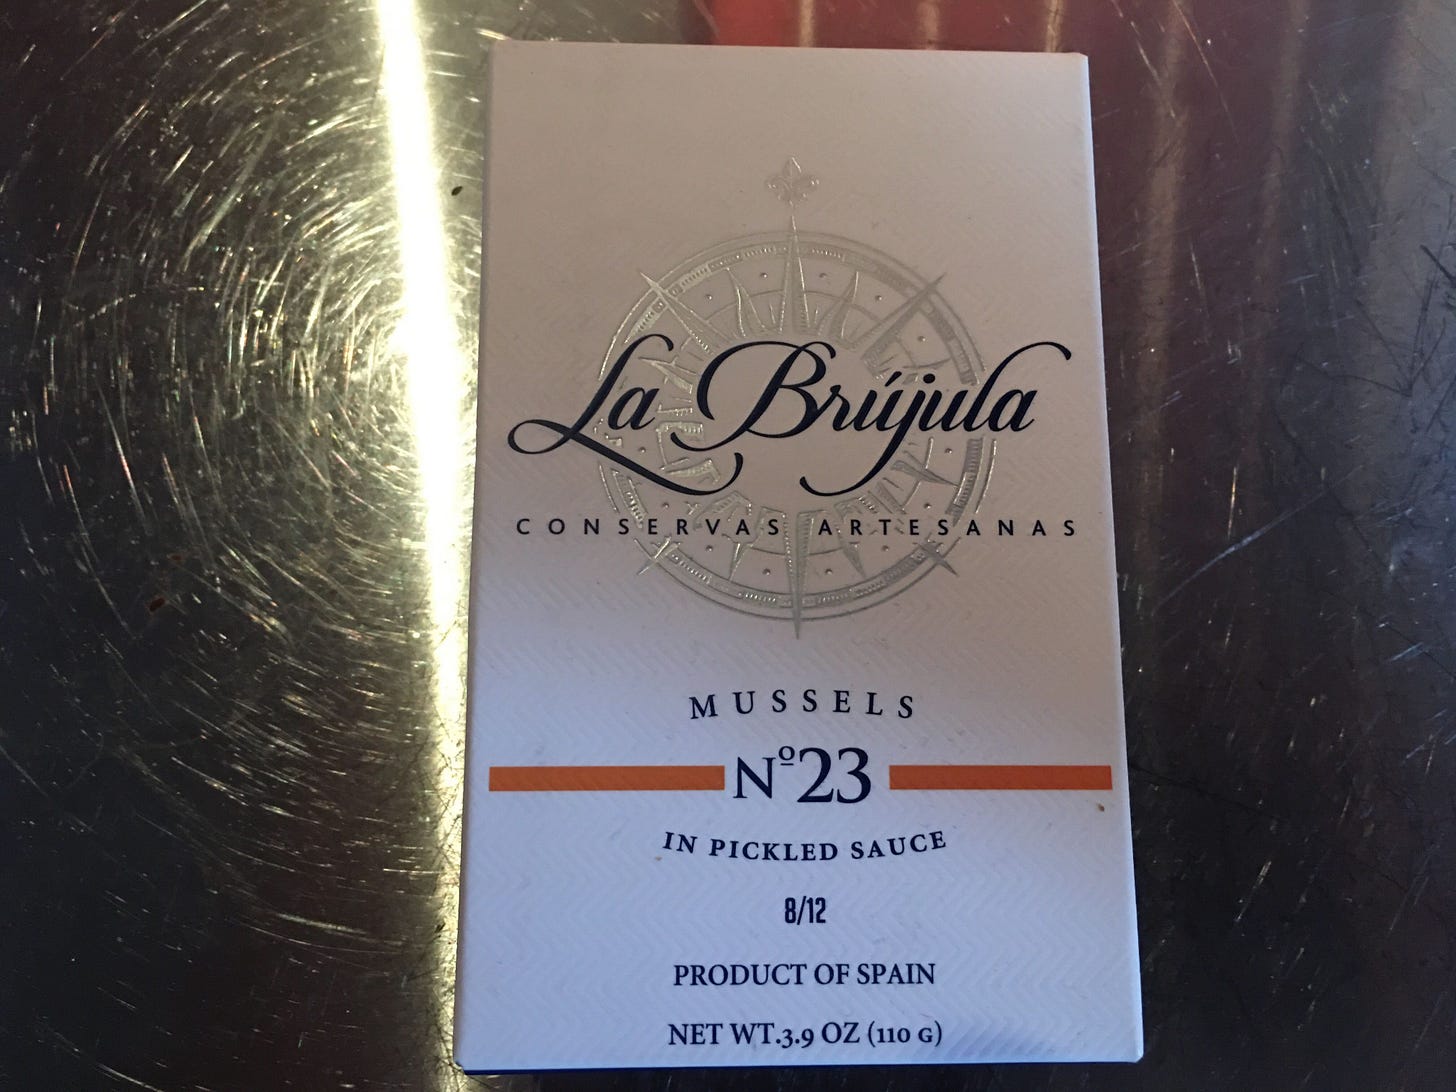 La Brújula
CONSERVAS ARTESANAS
MUSSELS
Nº23
IN PICKLED SAUCE
8/12
PRODUCT OF SPAIN
NET WT.3.9 OZ (110 G)